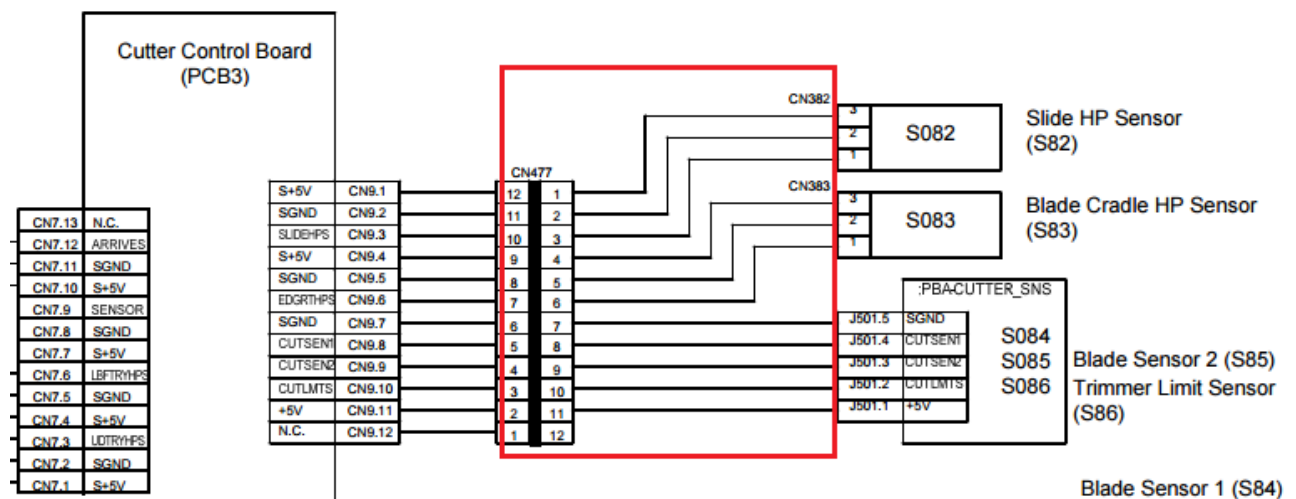 Cutter Control Board
(PCB3)
CN7.13 N.C.
CN7.12 ARRIVES
CN7.11 SGND
CN7.10 S+5V
CN7.9 SENSOR
CN7.8 SGND
CN7.7 S+5V
CN7.6 LBFTRYHPS
CN7.5 SGND
CN7.4 S+5V
CN7.3 UDTRYHPS
CN7.2 SGND
CN7.1 S+5V
S+5V CN9.1
SGND CN9.2
SLIDEHPS CN9.3
S+5V CN9.4
SGND CN9.5
EDGRTHPS CN9.6
SGND CN9.7
CUTSEN1 CN9.8
CUTSEN2 CN9.9
CUTLMTS CN9.10
+5V CN9.11
N.C. CN9.12
CN477
12 1
11 2
10 3
9 4
8 5
7 6
6 7
5 8
4 9
3 10
2 11
1 12
CN382
3
2
1
S082
Slide HP Sensor
(S82)
CN383
3
2
1
S083
Blade Cradle HP Sensor
(S83)
:PBA-CUTTER_SNS
J501.5 SGND
J501.4 CUTSEN1
J501.3 CUTSEN2
J501.2 CUTLMTS
J501.1 +5V
S084
S085
S086
Blade Sensor 2 (S85)
Trimmer Limit Sensor
(S86)
Blade Sensor 1 (S84)